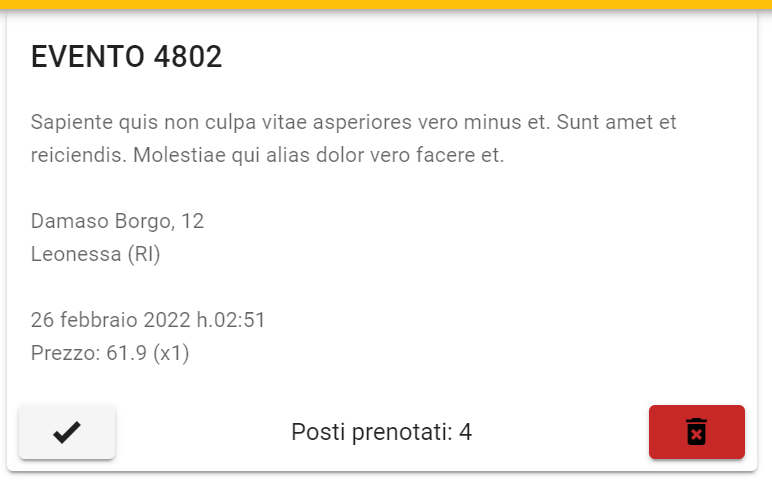 EVENTO 4802
Sapiente quis non culpa vitae asperiores vero minus et. Sunt amet et
reiciendis. Molestiae qui alias dolor vero facere et.
Damaso Borgo, 12
Leonessa (RI)
26 febbraio 2022 h.02:51
Prezzo: 61.9 (x1)
Posti prenotati: 4